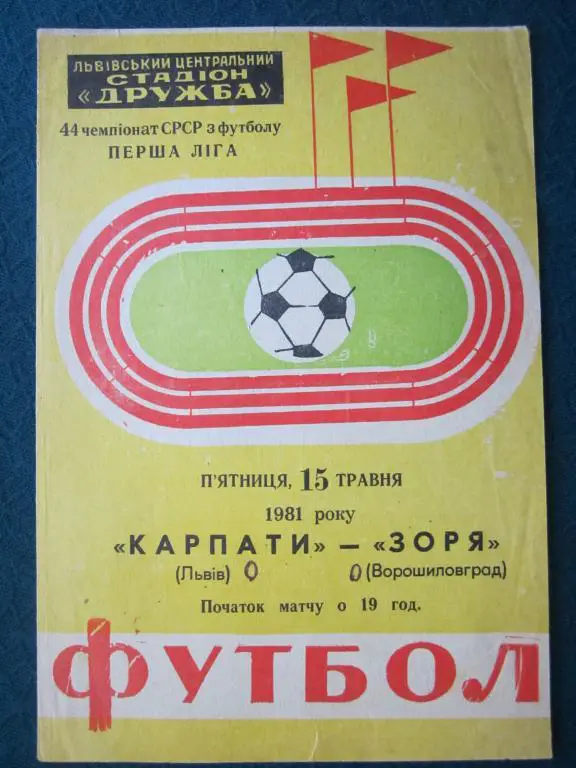 ЛЬВІВСЬКИЙ ЦЕНТРАЛЬНИЙ
СТАДІОН
«ДРУЖБА»
44 чемпіонат СРСР з футболу
ПЕРША ЛІГА
П'ЯТНИЦЯ, 15 ТРАВНЯ
1981 року
«КАРПАТИ» — «ЗОРЯ»
(Львів) 0 0 (Ворошиловград)
Початок матчу о 19 год.
ФУТБОЛ